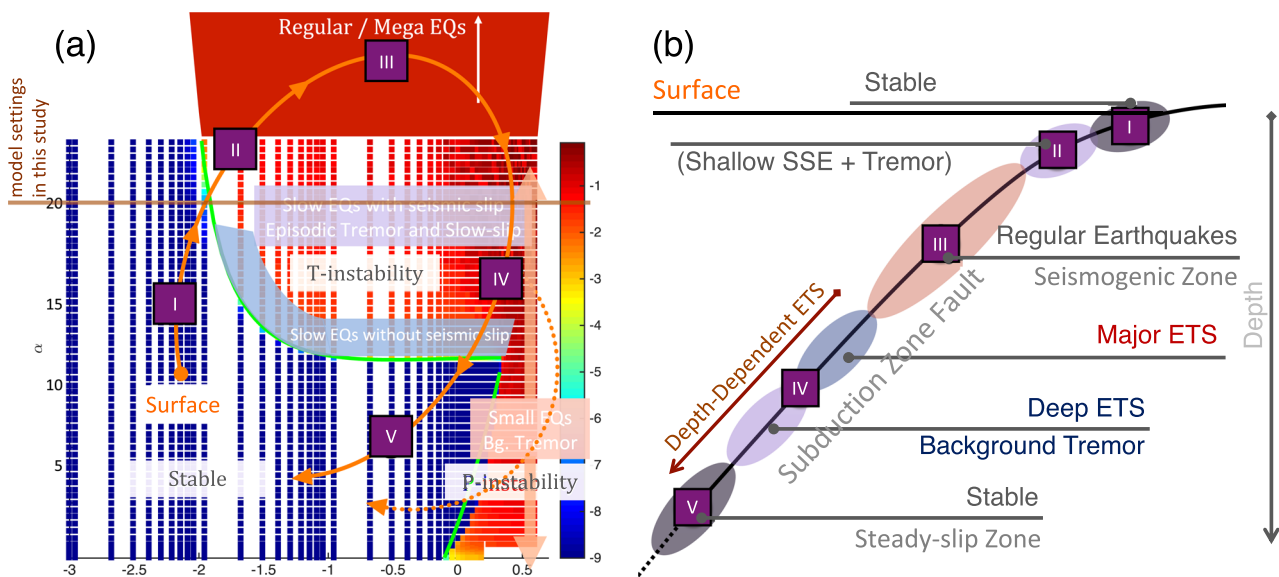 (a)
Regular / Mega EQs
III
II
model settings
in this study
20
Slow EQs with seismic slip
Episodic Tremor and Slow-slip
T-instability
IV
I
15
Slow EQs without seismic slip
α
10
Surface
Small EQs
Bg. Tremor
V
5
Stable
P-instability
-1
-2
-3
-4
-5
-6
7
-8
-9
-3
-2.5
-2
-1.5
-1
-0.5
0
0.5
(b)
Surface
Stable
I
II
(Shallow SSE + Tremor)
III
Regular Earthquakes
Seismogenic Zone
Depth
Depth-Dependent ETS
Subduction Zone Fault
Major ETS
IV
Deep ETS
Background Tremor
V
Stable
Steady-slip Zone